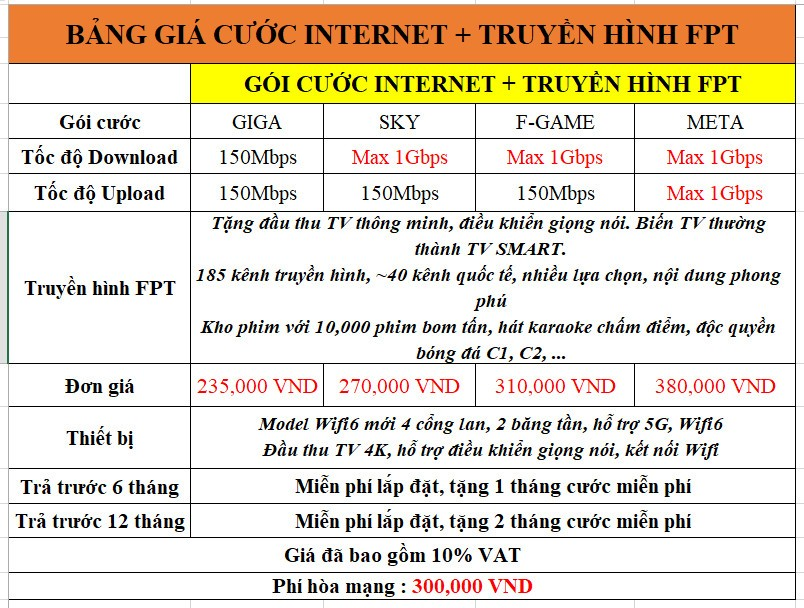 BẢNG GIÁ CƯỚC INTERNET + TRUYỀN HÌNH FPT
GÓI CƯỚC INTERNET + TRUYỀN HÌNH FPT
Gói cước GIGA SKY F-GAME META
Tốc độ Download 150Mbps Max 1Gbps Max 1Gbps Max 1Gbps
Tốc độ Upload 150Mbps 150Mbps 150Mbps Max 1Gbps
Truyền hình FPT
Tặng đầu thu TV thông minh, điều khiển giọng nói. Biến TV thường
thành TV SMART.
185 kênh truyền hình, ~40 kênh quốc tế, nhiều lựa chọn, nội dung phong
phú
Kho phim với 10,000 phim bom tấn, hát karaoke chấm điểm, độc quyền
bóng đá C1, C2, ...
Đơn giá 235,000 VND 270,000 VND 310,000 VND 380,000 VND
Thiết bị
Model Wifi6 mới 4 cổng lan, 2 băng tần, hỗ trợ 5G, Wifi6
Đầu thu TV 4K, hỗ trợ điều khiển giọng nói, kết nối Wifi
Trả trước 6 tháng Miễn phí lắp đặt, tặng 1 tháng cước miễn phí
Trả trước 12 tháng Miễn phí lắp đặt, tặng 2 tháng cước miễn phí
Giá đã bao gồm 10% VAT
Phí hòa mạng : 300,000 VND